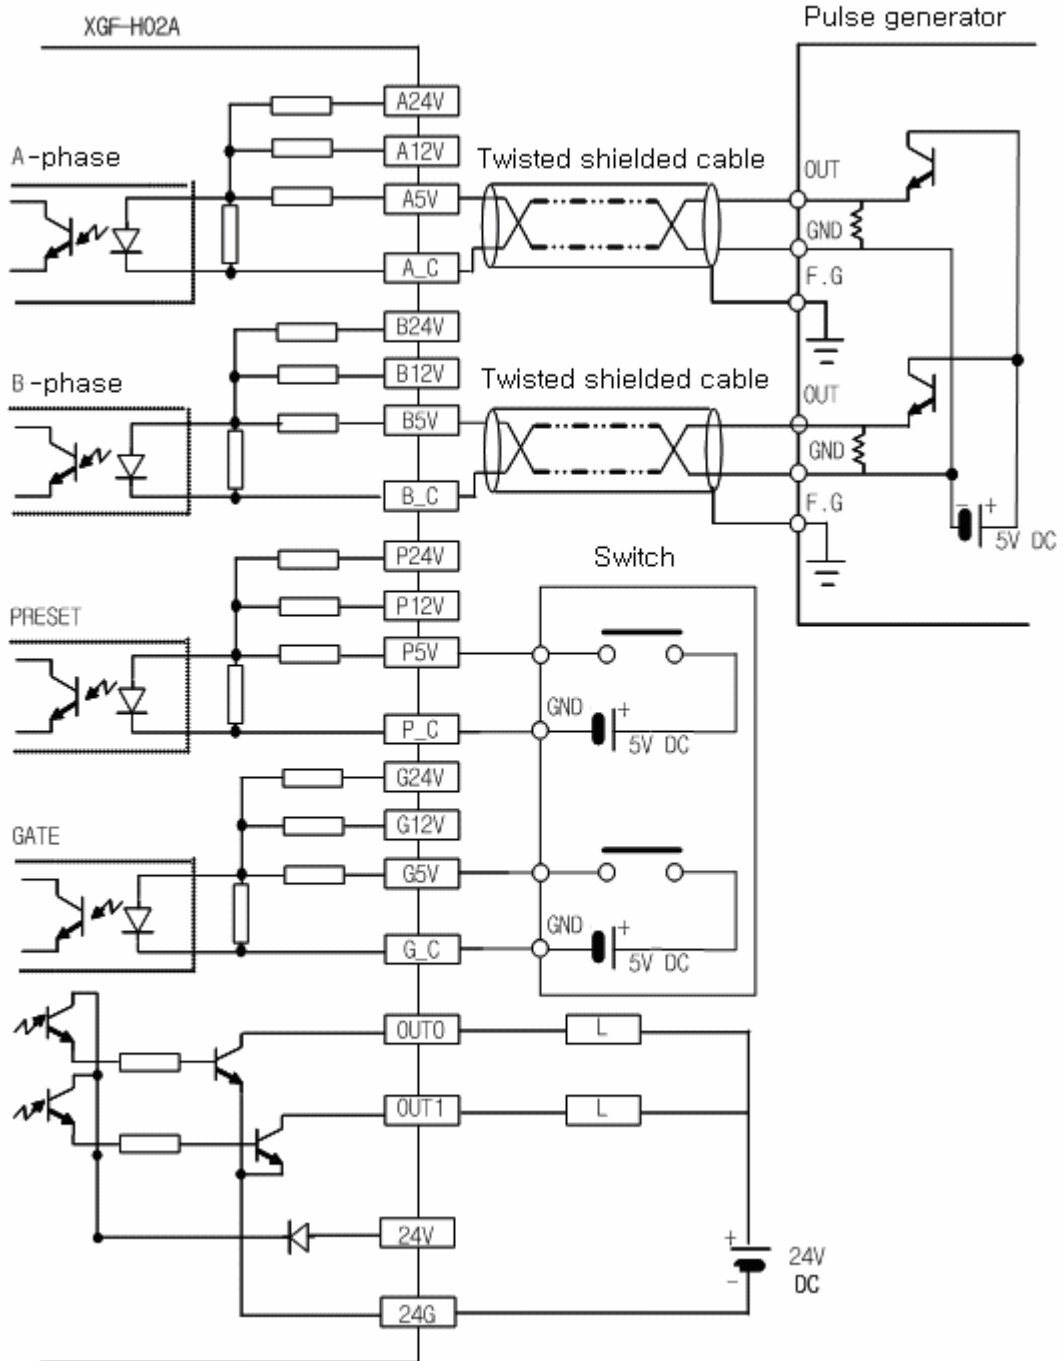 XGF-H02A
Pulse generator
A24V
A12V
A-phase
Twisted shielded cable
A5V
OUT
GND
A_C
F.G
B24V
B12V
B-phase
Twisted shielded cable
B5V
OUT
GND
B_C
F.G
- +
5V DC
P24V
Switch
P12V
PRESET
P5V
GND
+
P_C
5V DC
G24V
G12V
GATE
G5V
GND
+
G_C
5V DC
OUT0
L
OUT1
L
24V
+
24V
DC
-
24G